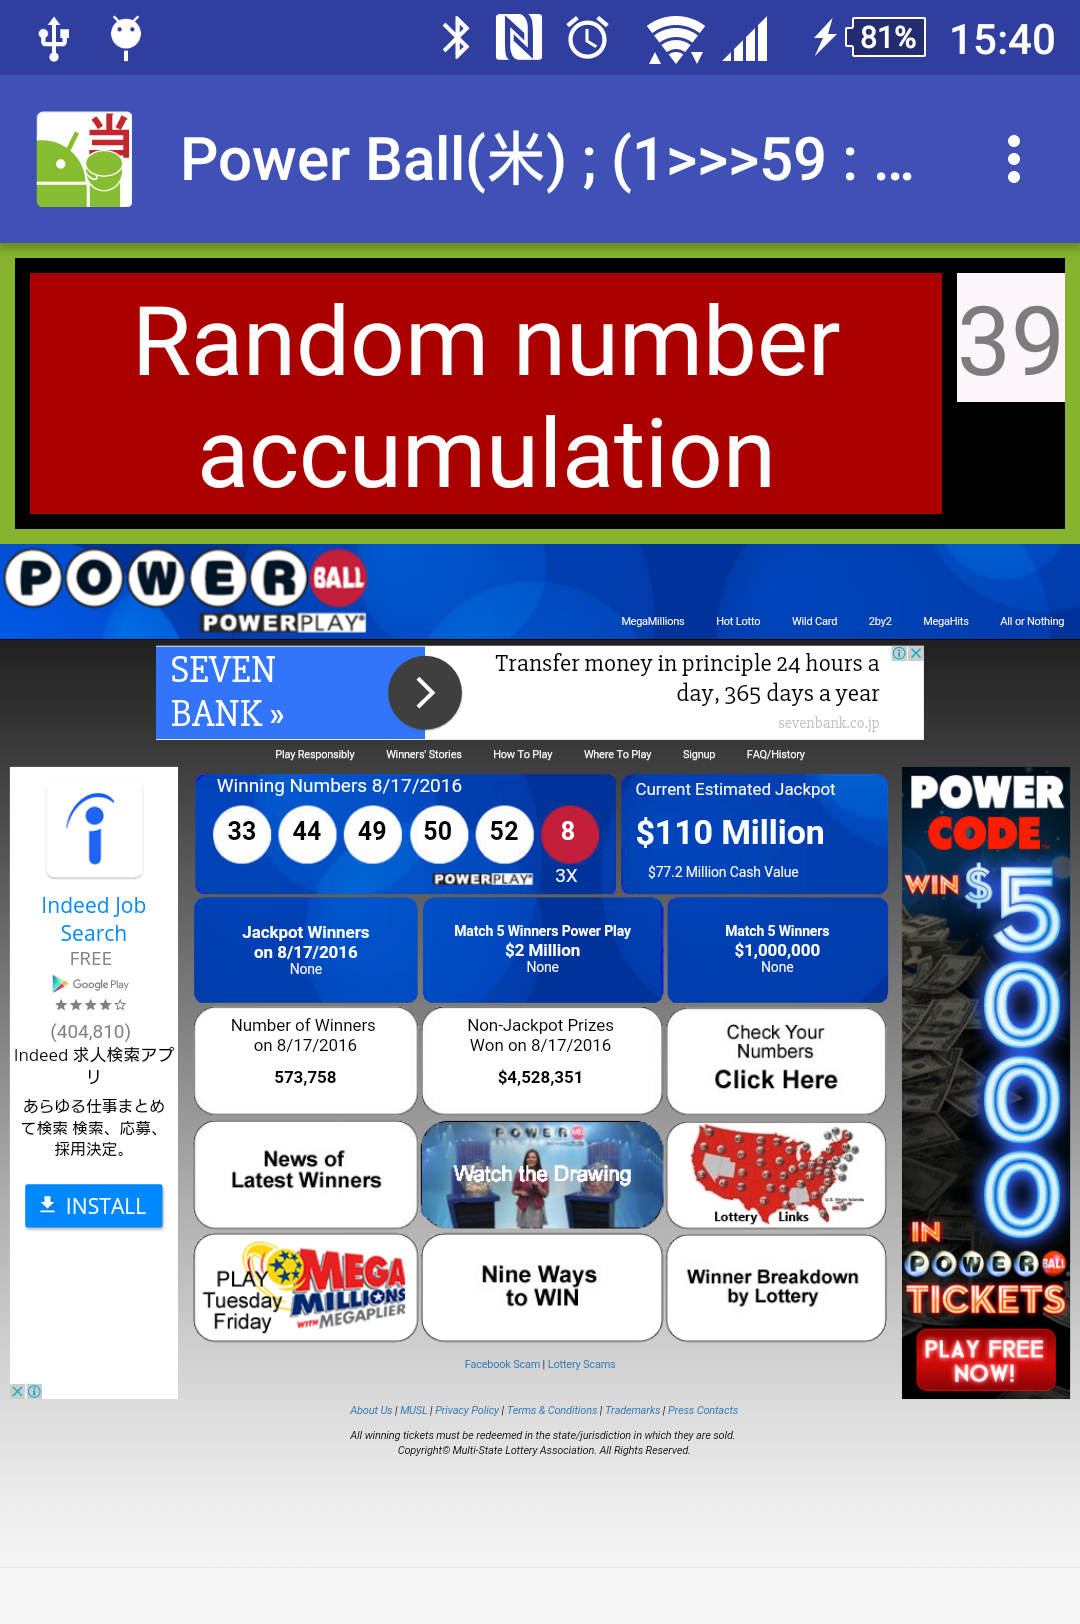 81% 15:40
当
Power Ball(米) ; (1>>>59 : ...
Random number
accumulation
39
POWER BALL
POWERPLAY
MegaMillions Hot Lotto Wild Card 2by2 MegaHits All or Nothing
SEVEN
BANK »
Transfer money in principle 24 hours a
day, 365 days a year
sevenbank.co.jp
Play Responsibly Winners' Stories How To Play Where To Play Signup FAQ/History
Indeed Job
Search
FREE
Google Play
(404,810)
Indeed 求人検索アプ
リ
あらゆる仕事まとめ
て検索 検索、応募、
採用決定。
INSTALL
Winning Numbers 8/17/2016
33 44 49 50 52 8
POWERPLAY 3X
Current Estimated Jackpot
$110 Million
$77.2 Million Cash Value
Jackpot Winners
on 8/17/2016
None
Match 5 Winners Power Play
$2 Million
None
Match 5 Winners
$1,000,000
None
Number of Winners
on 8/17/2016
573,758
Non-Jackpot Prizes
Won on 8/17/2016
$4,528,351
Check Your
Numbers
Click Here
News of
Latest Winners
POWER
Watch the Drawing
U.S. Virgin Islands
Lottery Links
PLAY
Tuesday
Friday
MEGA
MILLIONS
WITH MEGAPLIER
Nine Ways
to WIN
Winner Breakdown
by Lottery
POWER
CODE™
WIN $5000
IN
POWER BALL
TICKETS
PLAY FREE
NOW!
Facebook Scam | Lottery Scams
About Us | MUSL | Privacy Policy | Terms & Conditions | Trademarks | Press Contacts
All winning tickets must be redeemed in the state/jurisdiction in which they are sold.
Copyright© Multi-State Lottery Association. All Rights Reserved.